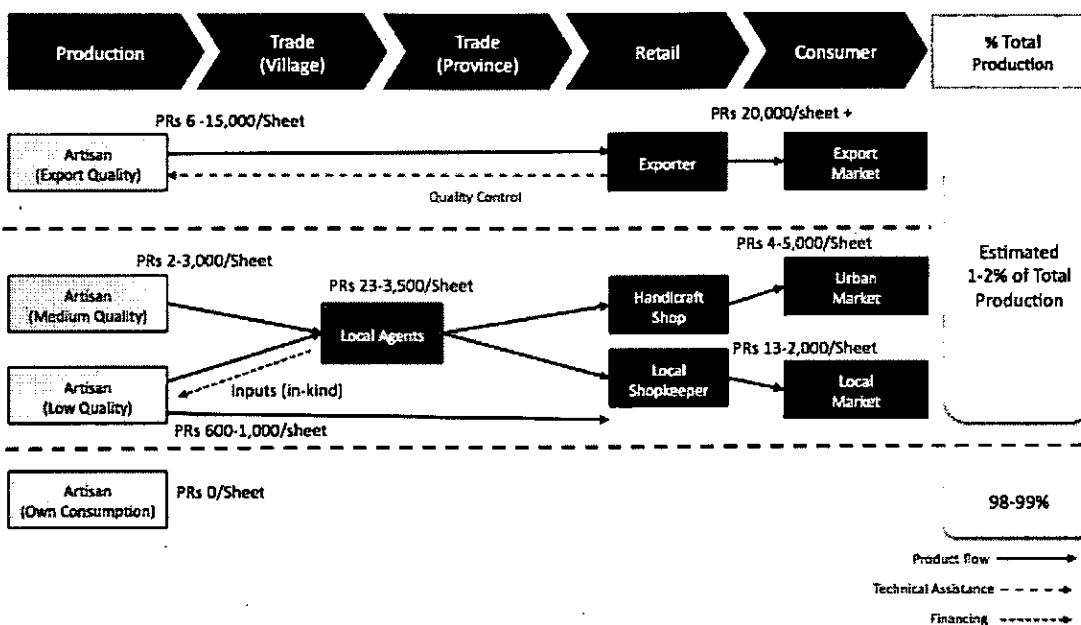 Production
Trade
(Village)
Trade
(Province)
Retail
Consumer
% Total
Production
PRs 6 -15,000/Sheet
PRs 20,000/sheet +
Artisan
(Export Quality)
Exporter
Export
Market
Quality Control
PRs 2-3,000/Sheet
PRs 4-5,000/Sheet
PRs 23-3,500/Sheet
Artisan
(Medium Quality)
Local Agents
Handicraft
Shop
Urban
Market
Estimated
1-2% of Total
Production
PRs 13-2,000/Sheet
Artisan
(Low Quality)
Inputs (in-kind)
Local
Shopkeeper
Local
Market
PRs 600-1,000/sheet
Artisan
(Own Consumption)
PRs 0/Sheet
98-99%
Product flow
Technical Assistance
Financing